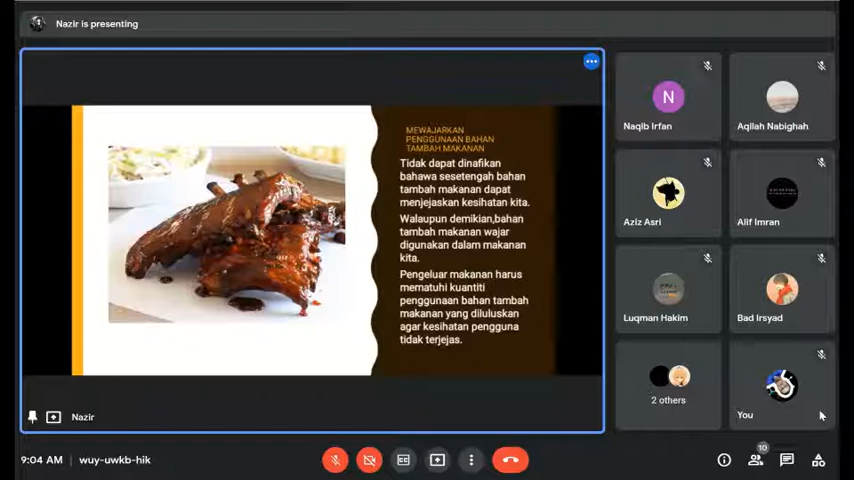 Nazir is presenting
MEWAJARKAN
PENGGUNAAN BAHAN
TAMBAH MAKANAN
Tidak dapat dinafikan
bahawa sesetengah bahan
tambah makanan dapat
menjejaskan kesihatan kita.
Walaupun demikian,bahan
tambah makanan wajar
digunakan dalam makanan
kita.
Pengeluar makanan harus
mematuhi kuantiti
penggunaan bahan tambah
makanan yang diluluskan
agar kesihatan pengguna
tidak terjejas.
Nazir
N
Naqib Irfan
Aqilah Nabighah
Aziz Asri
Alif Imran
Luqman Hakim
Bad Irsyad
2 others
You
9:04 AM | wuy-uwkb-hik
10